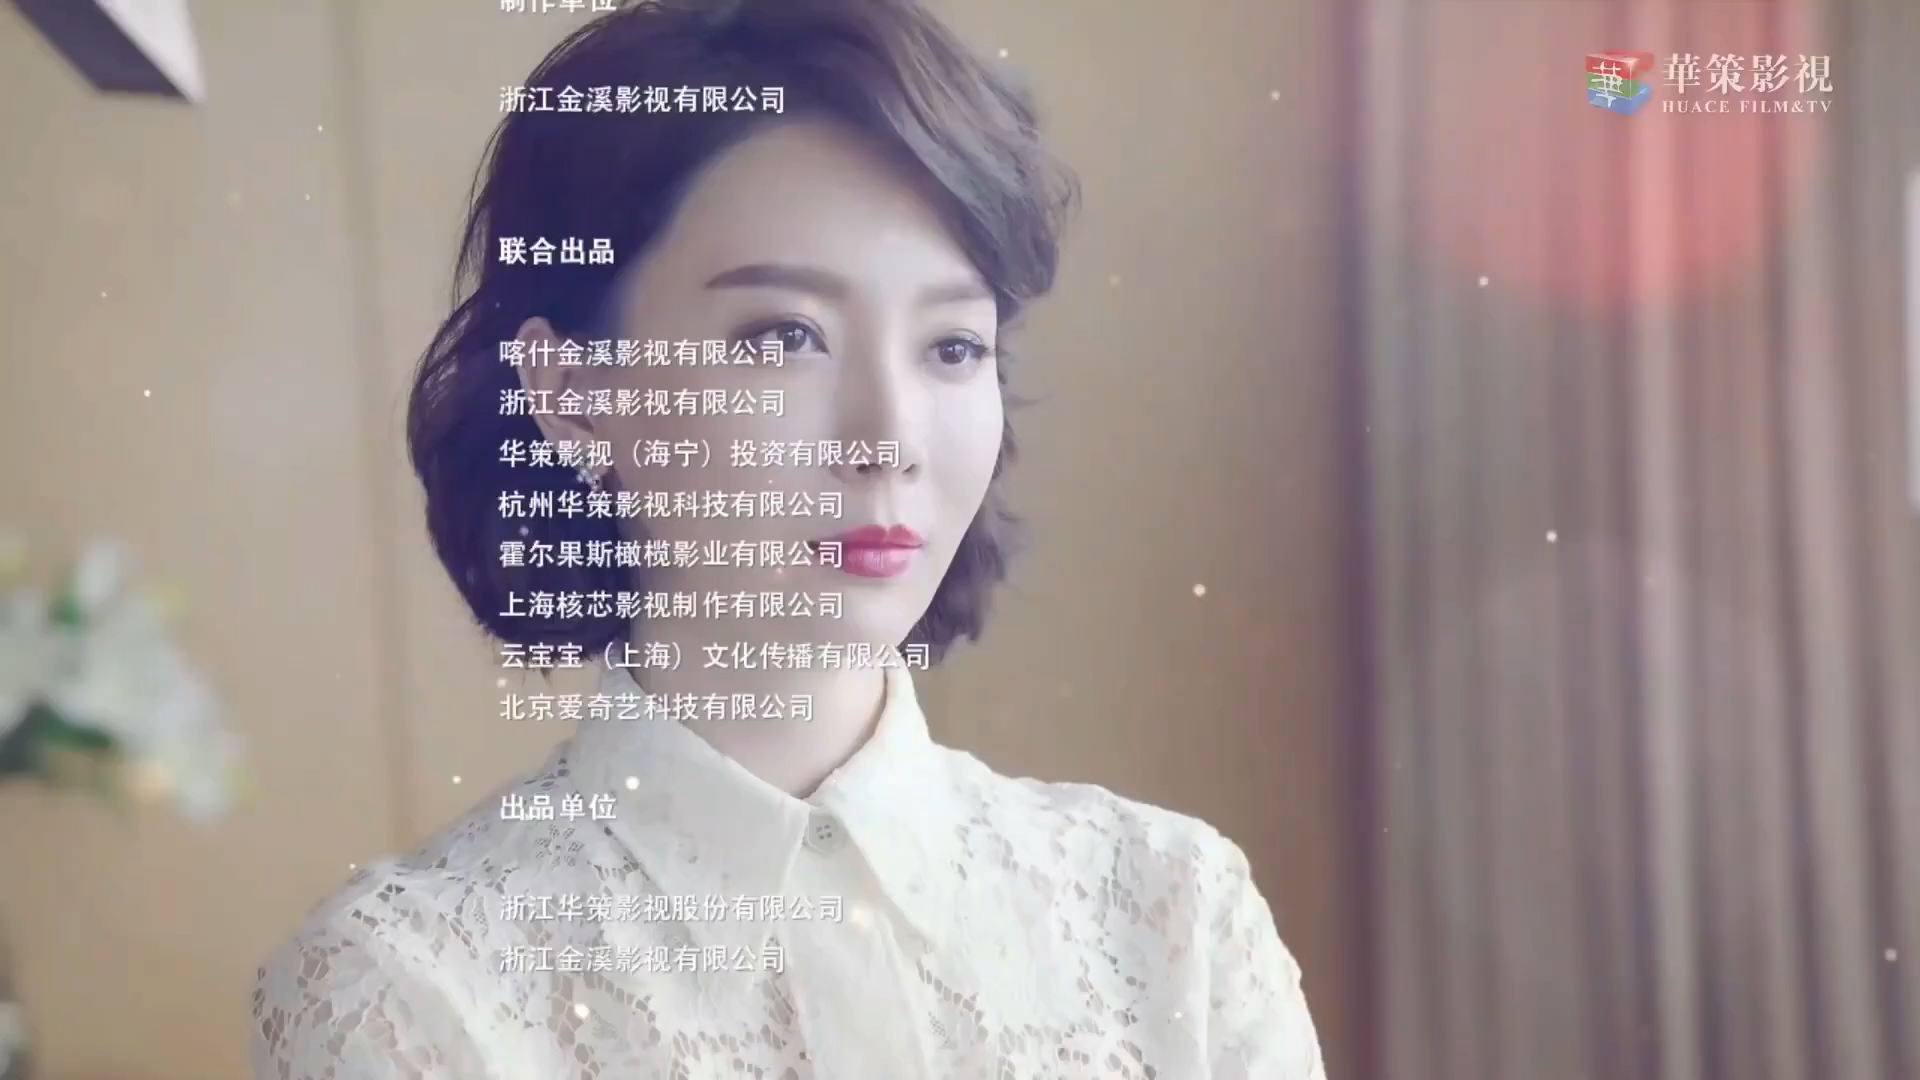 制作单位
華策影視
HUACE FILM&TV
浙江金溪影视有限公司
联合出品
喀什金溪影视有限公司
浙江金溪影视有限公司
华策影视（海宁）投资有限公司
杭州华策影视科技有限公司
霍尔果斯橄榄影业有限公司
上海核芯影视制作有限公司
云宝宝（上海）文化传播有限公司
北京爱奇艺科技有限公司
出品单位
浙江华策影视股份有限公司
浙江金溪影视有限公司